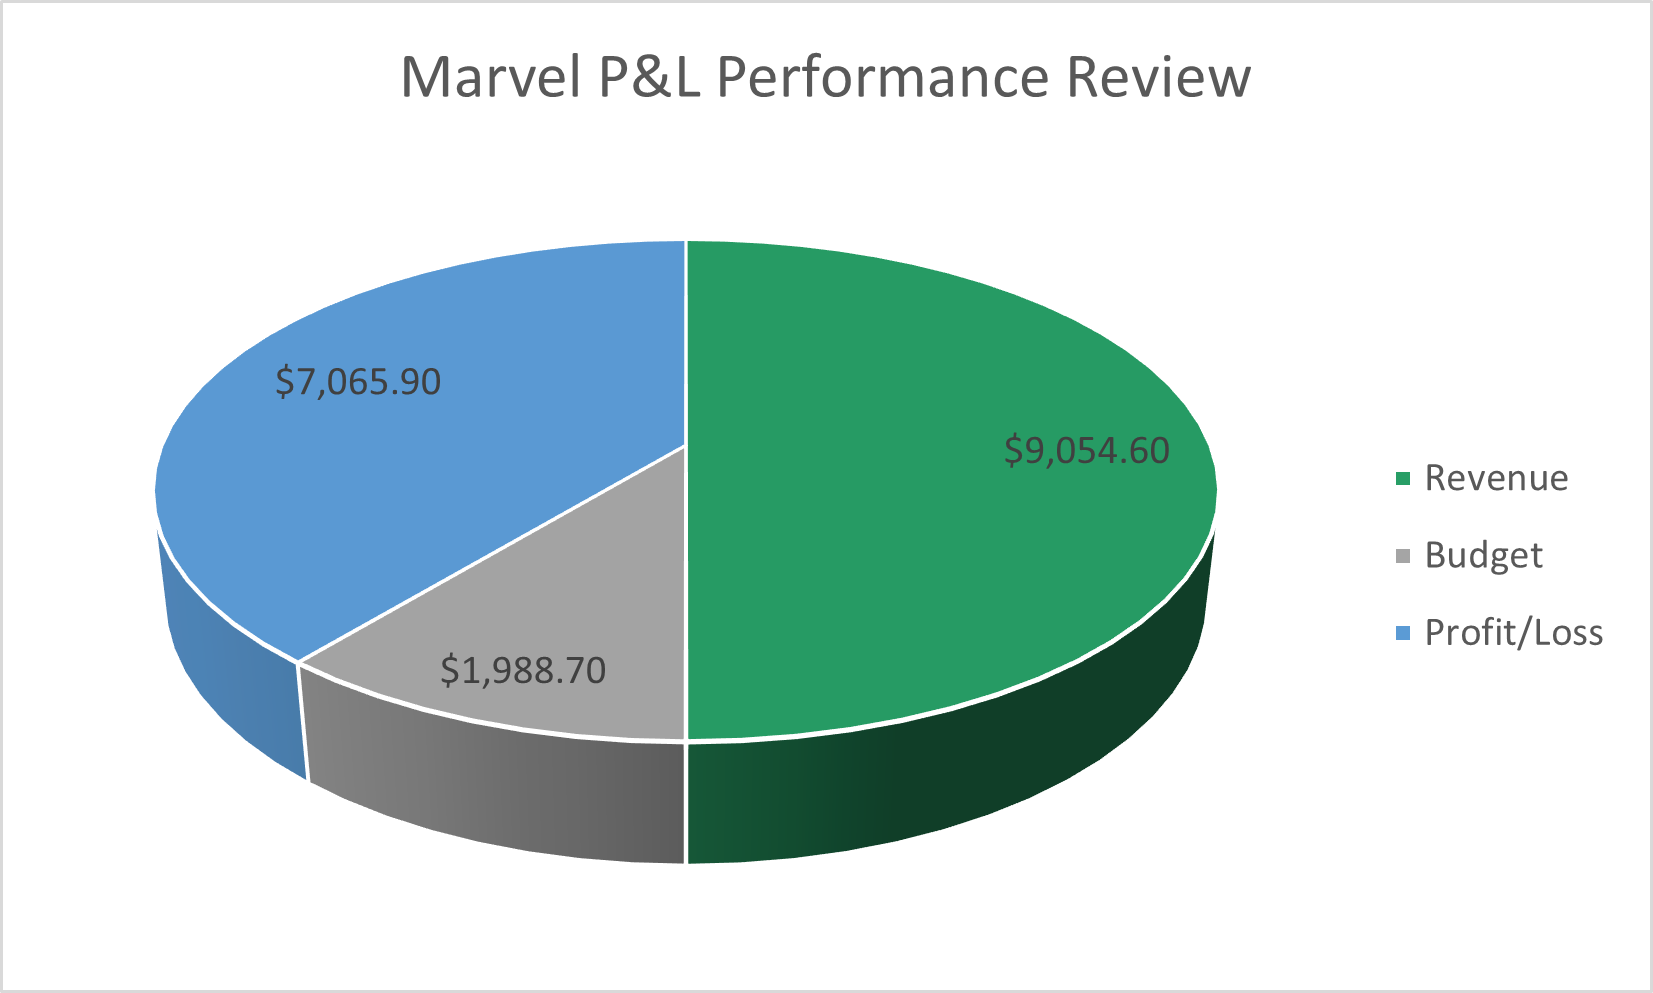 Marvel P&L Performance Review
$7,065.90
$9,054.60
$1,988.70
Revenue
Budget
Profit/Loss